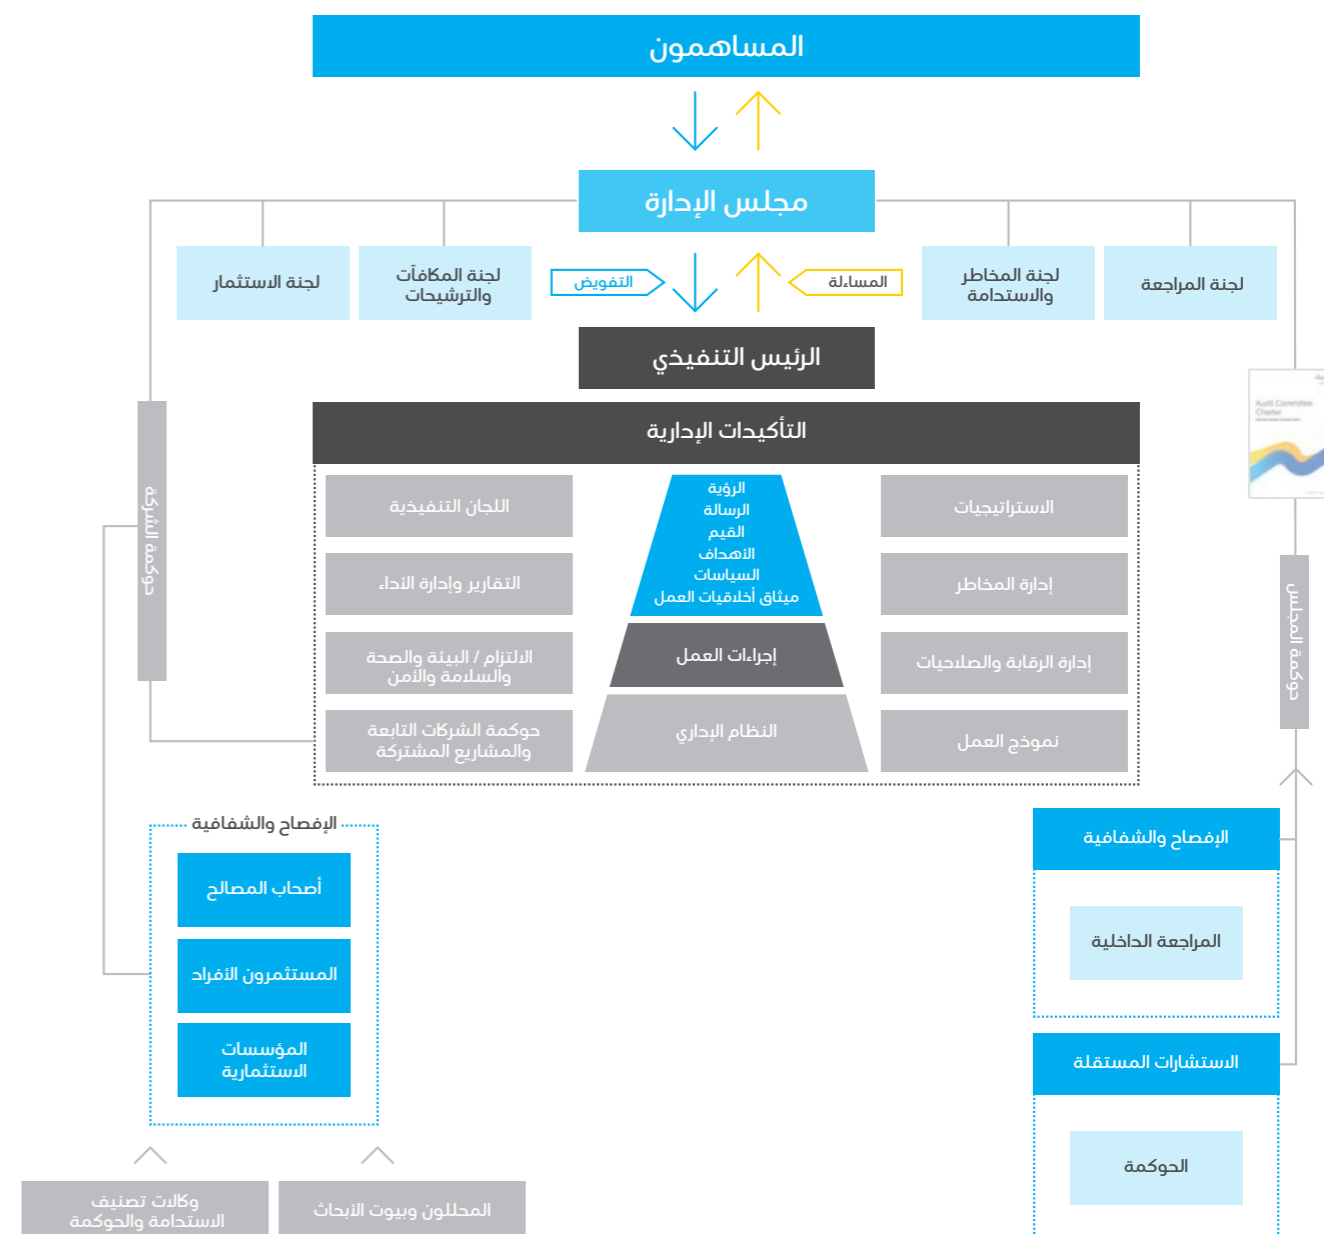 المساهمون
مجلس الإدارة
لجنة المراجعة
لجنة المخاطر
والاستدامة
المساءلة
التفويض
لجنة المكافآت
والترشيحات
لجنة الاستثمار
الرئيس التنفيذي
Audit Committee
Charter
التأكيدات الإدارية
الاستراتيجيات
إدارة المخاطر
إدارة الرقابة والصلاحيات
نموذج العمل
الرؤية
الرسالة
القيم
الأهداف
السياسات
ميثاق أخلاقيات العمل
إجراءات العمل
النظام الإداري
اللجان التنفيذية
التقارير وإدارة الأداء
الالتزام / البيئة والصحة
والسلامة والأمن
حوكمة الشركات التابعة
والمشاريع المشتركة
حوكمة المجلس
حوكمة الشركة
الإفصاح والشفافية
المراجعة الداخلية
الاستشارات المستقلة
الحوكمة
الإفصاح والشفافية
أصحاب المصالح
المستثمرون الأفراد
المؤسسات
الاستثمارية
المحللون وبيوت الأبحاث
وكالات تصنيف
الاستدامة والحوكمة